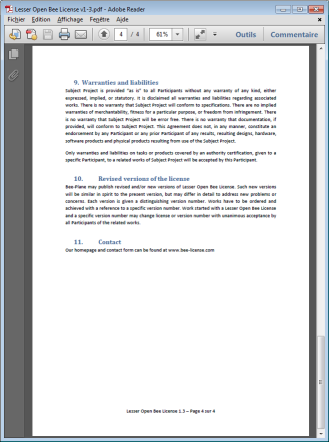 Lesser Open Bee License v1-3.pdf - Adobe Reader
Fichier Edition Affichage Fenêtre Aide
4 / 4 61% Outils Commentaire
9. Warranties and liabilities
Subject Project is provided "as is" to all Participants without any warranty of any kind, either
expressed, implied, or statutory. It is disclaimed all warranties and liabilities regarding associated
works. There is no warranty that Subject Project will conform to specifications. There are no implied
warranties of merchantability, fitness for a particular purpose, or freedom from infringement. There
is no warranty that Subject Project will be error free. There is no warranty that documentation, if
provided, will conform to Subject Project. This Agreement does not, in any manner, constitute an
endorsement by any Participant or any prior Participant of any results, resulting designs, hardware,
software products and physical products resulting from use of the Subject Project.
Only warranties and liabilities on tasks or products covered by an authority certification, given to a
specific Participant, to a related works of Subject Project will be accepted by this Participant.
10. Revised versions of the license
Bee-Plane may publish revised and/or new versions of Lesser Open Bee License. Such new versions
will be similar in spirit to the present version, but may differ in detail to address new problems or
concerns. Each version is given a distinguishing version number. Works have to be ordered and
achieved with a reference to a specific version number. Work started with a Lesser Open Bee License
and a specific version number may change license or version number with unanimous acceptance by
all Participants of the related works.
11. Contact
Our homepage and contact form can be found at www.bee-license.com
Lesser Open Bee License 1.3 – Page 4 sur 4